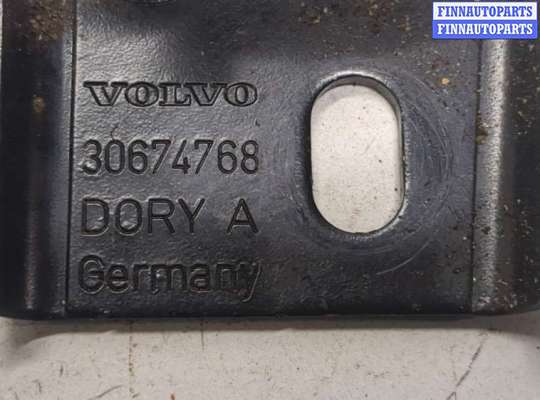 FINNAUTOPARTS
FINNAUTOPARTS
VOLVO
30674768
DORY A
Germany